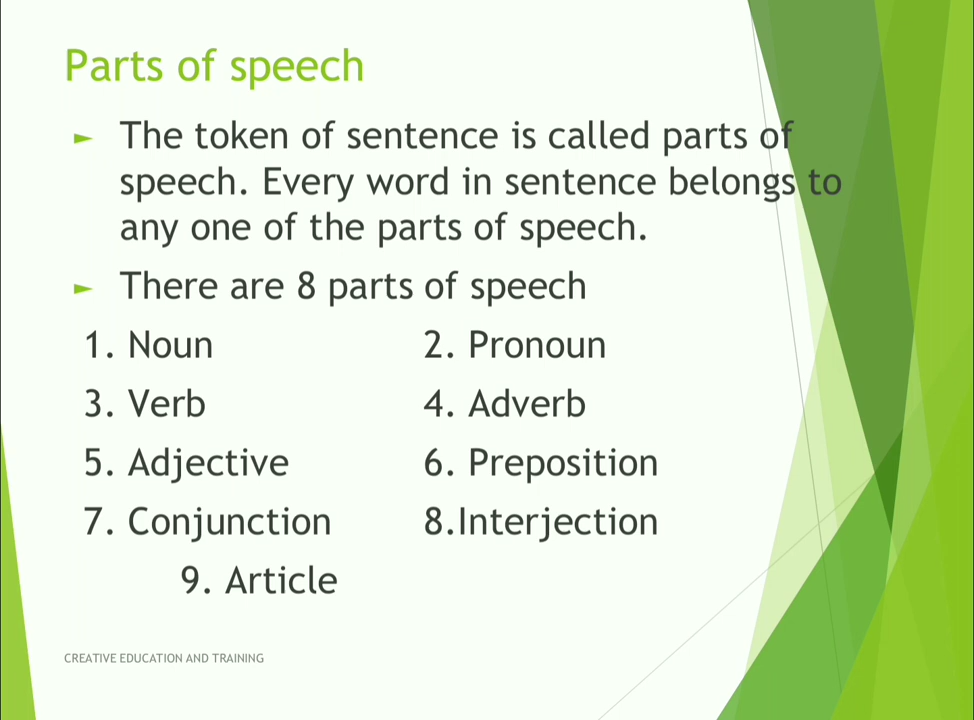 Parts of speech
► The token of sentence is called parts of
speech. Every word in sentence belongs to
any one of the parts of speech.
► There are 8 parts of speech
1. Noun 2. Pronoun
3. Verb 4. Adverb
5. Adjective 6. Preposition
7. Conjunction 8.Interjection
9. Article
CREATIVE EDUCATION AND TRAINING